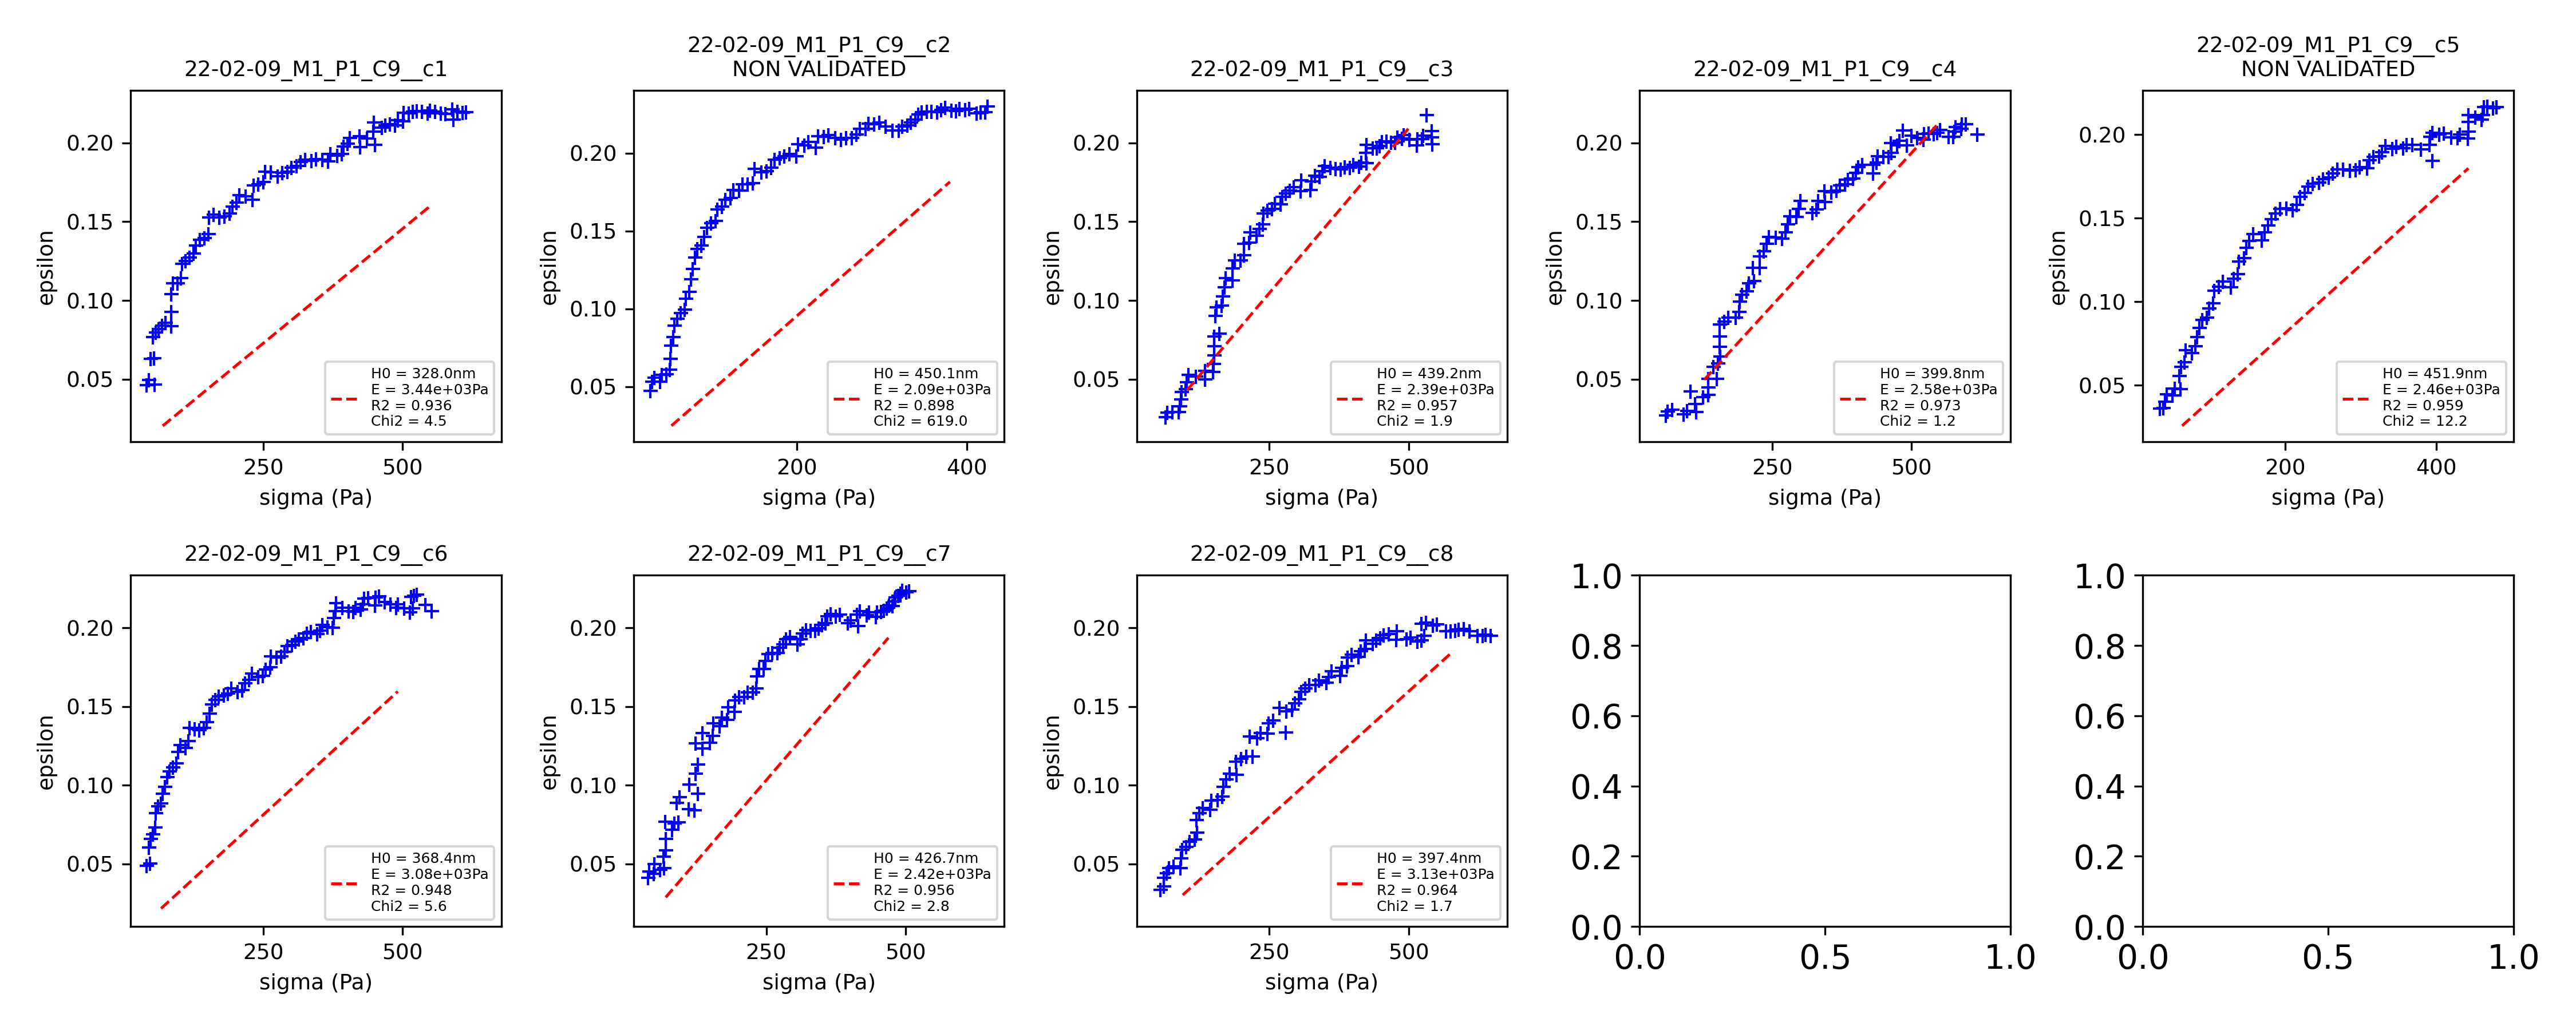 22-02-09_M1_P1_C9__c1
epsilon
0.20
0.15
0.10
0.05
250
500
sigma (Pa)
H0 = 328.0nm
E = 3.44e+03Pa
R2 = 0.936
Chi2 = 4.5
22-02-09_M1_P1_C9__c2
NON VALIDATED
epsilon
0.20
0.15
0.10
0.05
200
400
sigma (Pa)
H0 = 450.1nm
E = 2.09e+03Pa
R2 = 0.898
Chi2 = 619.0
22-02-09_M1_P1_C9__c3
epsilon
0.20
0.15
0.10
0.05
250
500
sigma (Pa)
H0 = 439.2nm
E = 2.39e+03Pa
R2 = 0.957
Chi2 = 1.9
22-02-09_M1_P1_C9__c4
epsilon
0.20
0.15
0.10
0.05
250
500
sigma (Pa)
H0 = 399.8nm
E = 2.58e+03Pa
R2 = 0.973
Chi2 = 1.2
22-02-09_M1_P1_C9__c5
NON VALIDATED
epsilon
0.20
0.15
0.10
0.05
200
400
sigma (Pa)
H0 = 451.9nm
E = 2.46e+03Pa
R2 = 0.959
Chi2 = 12.2
22-02-09_M1_P1_C9__c6
epsilon
0.20
0.15
0.10
0.05
250
500
sigma (Pa)
H0 = 368.4nm
E = 3.08e+03Pa
R2 = 0.948
Chi2 = 5.6
22-02-09_M1_P1_C9__c7
epsilon
0.20
0.15
0.10
0.05
250
500
sigma (Pa)
H0 = 426.7nm
E = 2.42e+03Pa
R2 = 0.956
Chi2 = 2.8
22-02-09_M1_P1_C9__c8
epsilon
0.20
0.15
0.10
0.05
250
500
sigma (Pa)
H0 = 397.4nm
E = 3.13e+03Pa
R2 = 0.964
Chi2 = 1.7
1.0
0.8
0.6
0.4
0.2
0.0
0.0
0.5
1.0
1.0
0.8
0.6
0.4
0.2
0.0
0.0
0.5
1.0